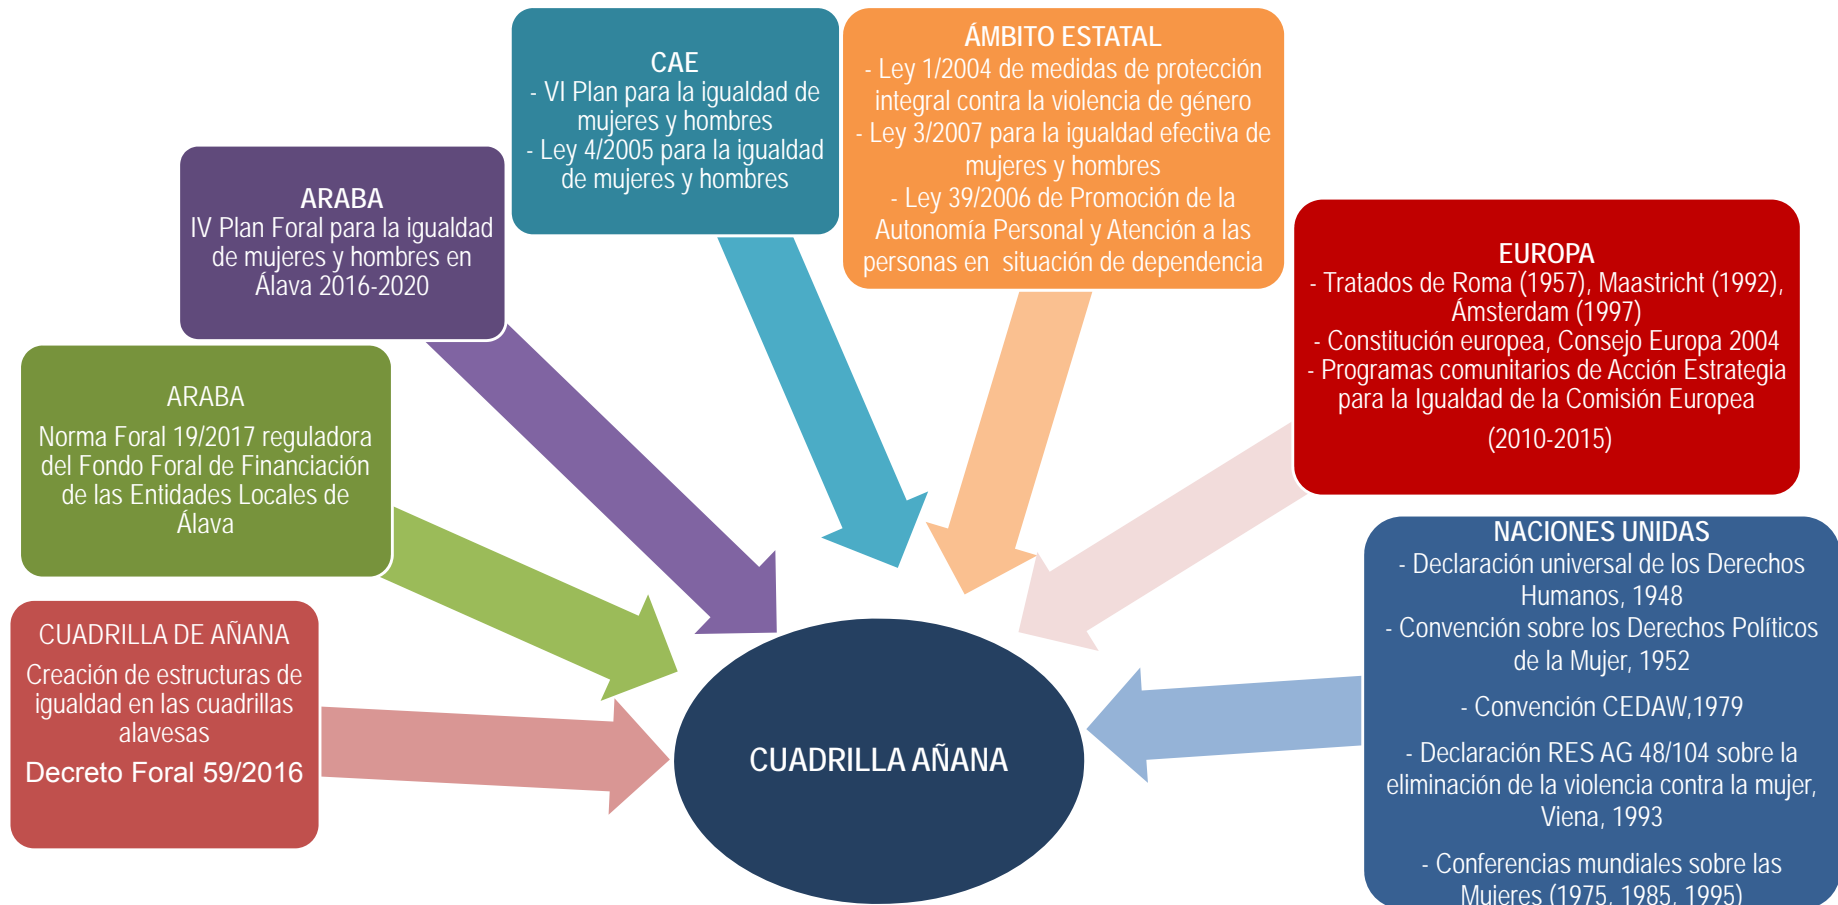 CUADRILLA DE AÑANA
Creación de estructuras de
igualdad en las cuadrillas
alavesas
Decreto Foral 59/2016
ARABA
Norma Foral 19/2017 reguladora
del Fondo Foral de Financiación
de las Entidades Locales de
Álava
ARABA
IV Plan Foral para la igualdad
de mujeres y hombres en
Álava 2016-2020
CAE
- VI Plan para la igualdad de
mujeres y hombres
- Ley 4/2005 para la igualdad
de mujeres y hombres
ÁMBITO ESTATAL
- Ley 1/2004 de medidas de protección
integral contra la violencia de género
- Ley 3/2007 para la igualdad efectiva de
mujeres y hombres
- Ley 39/2006 de Promoción de la
Autonomía Personal y Atención a las
personas en situación de dependencia
EUROPA
- Tratados de Roma (1957), Maastricht (1992),
Ámsterdam (1997)
- Constitución europea, Consejo Europa 2004
- Programas comunitarios de Acción Estrategia
para la Igualdad de la Comisión Europea
(2010-2015)
NACIONES UNIDAS
- Declaración universal de los Derechos
Humanos, 1948
- Convención sobre los Derechos Políticos
de la Mujer, 1952
- Convención CEDAW,1979
- Declaración RES AG 48/104 sobre la
eliminación de la violencia contra la mujer,
Viena, 1993
- Conferencias mundiales sobre las
Mujeres (1975, 1985, 1995)
CUADRILLA AÑANA